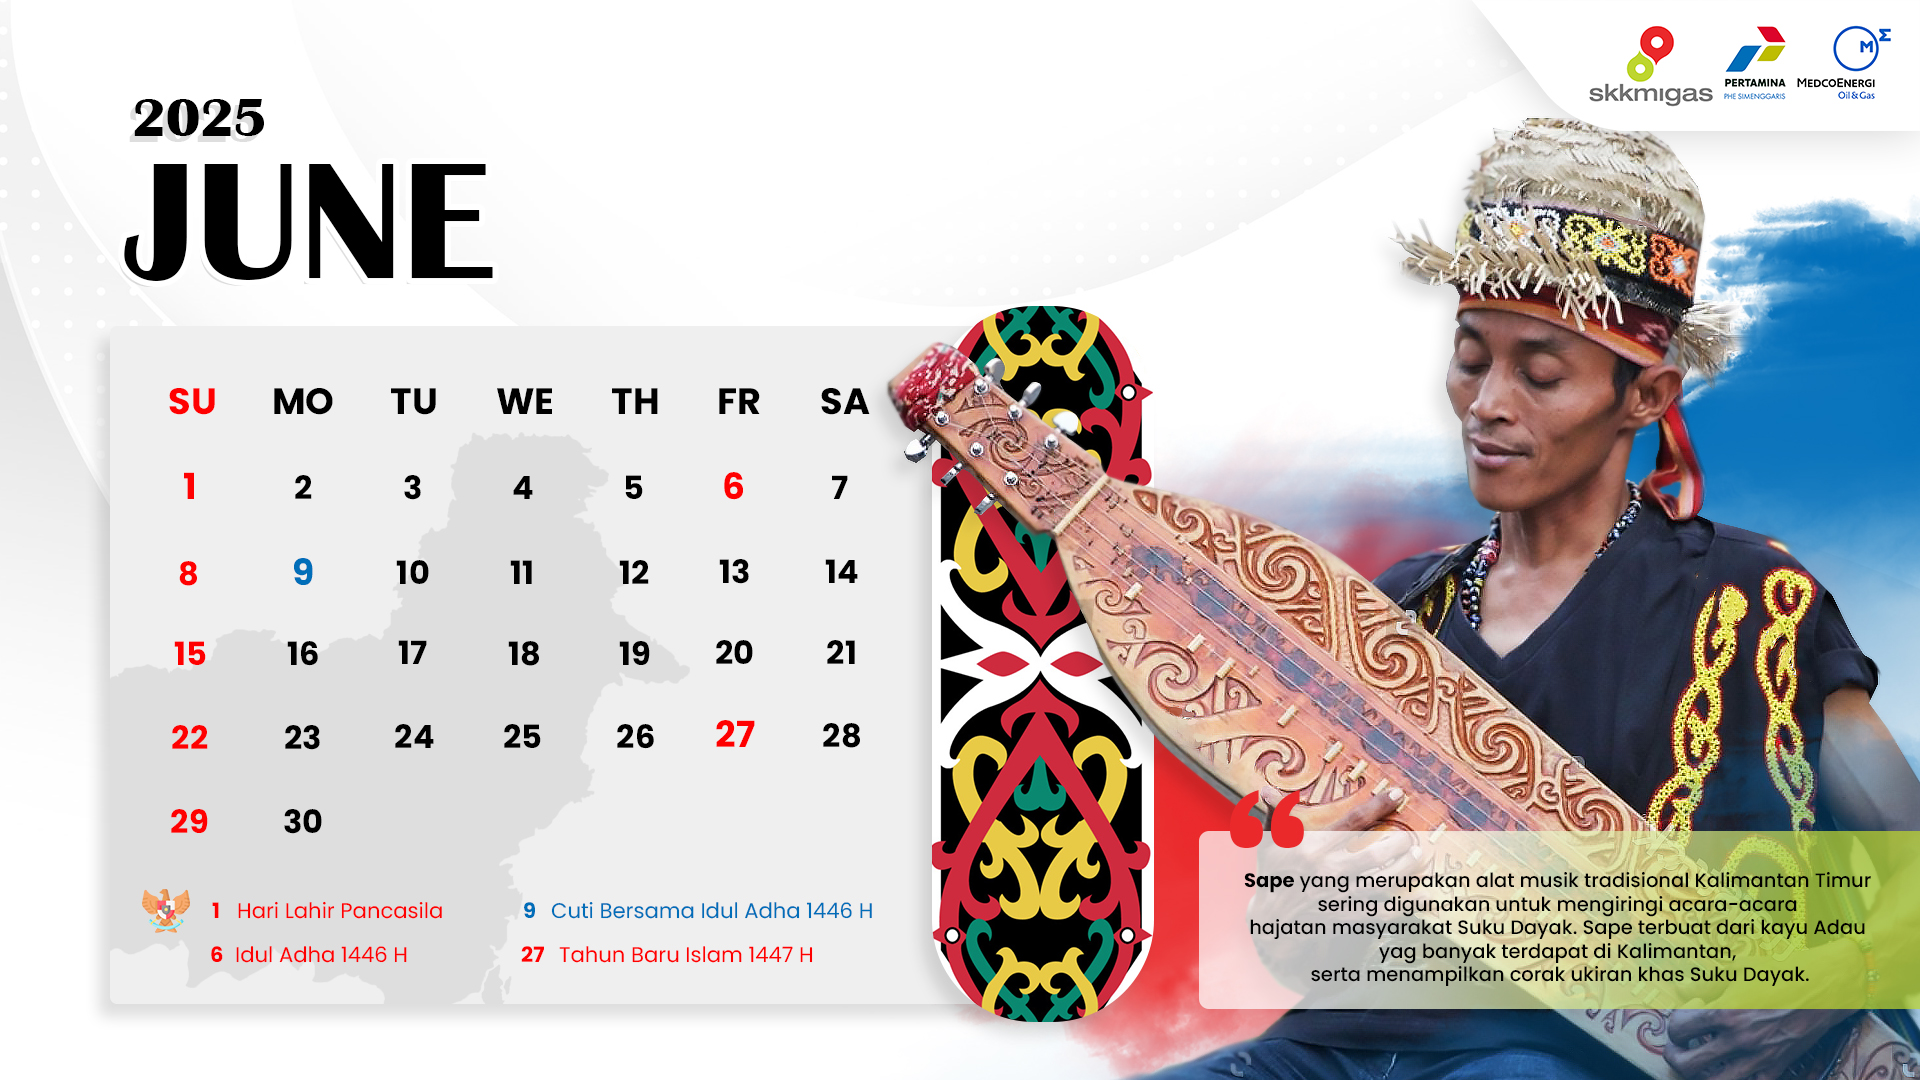 skkmigas
PERTAMINA
PHE SIMENGGARIS
MEDCOENERGI
Oil & Gas
2025
JUNE
SU MO TU WE TH FR SA
1 2 3 4 5 6 7
8 9 10 11 12 13 14
15 16 17 18 19 20 21
22 23 24 25 26 27 28
29 30
1 Hari Lahir Pancasila
9 Cuti Bersama Idul Adha 1446 H
6 Idul Adha 1446 H
27 Tahun Baru Islam 1447 H
Sape yang merupakan alat musik tradisional Kalimantan Timur
sering digunakan untuk mengiringi acara-acara
hajatan masyarakat Suku Dayak. Sape terbuat dari kayu Adau
yag banyak terdapat di Kalimantan,
serta menampilkan corak ukiran khas Suku Dayak.